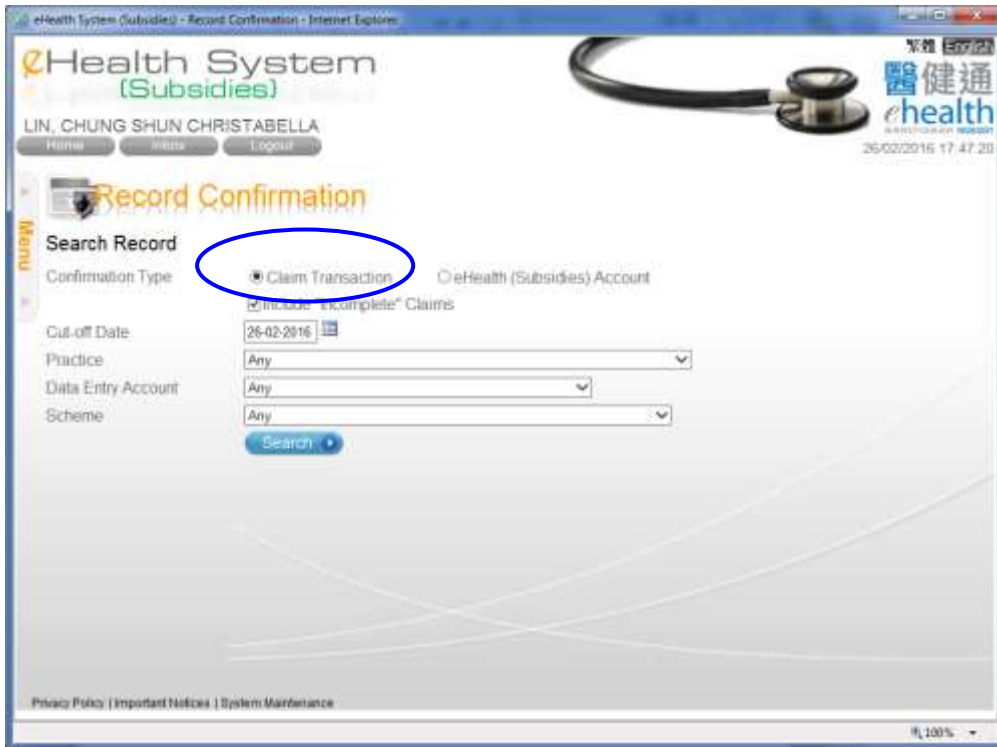 eHealth System (Subsidies) - Record Confirmation - Internet Explorer
eHealth System
(Subsidies)
繁體 English
醫健通
ehealth
LIN, CHUNG SHUN CHRISTABELLA
Home Inbox Logout
26/02/2016 17:47:20
Record Confirmation
Menu
Search Record
Confirmation Type Claim Transaction eHealth (Subsidies) Account
Include "Incomplete" Claims
Cut-off Date 26-02-2016
Practice Any
Data Entry Account Any
Scheme Any
Search
Privacy Policy | Important Notices | System Maintenance
100%